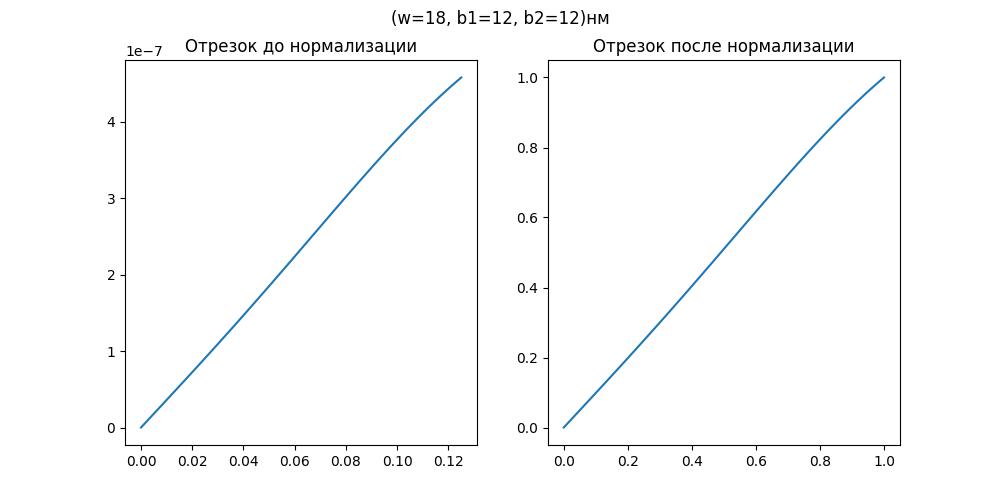 (w=18, b1=12, b2=12)нм
Отрезок до нормализации
1e−7
4
3
2
1
0
0.00 0.02 0.04 0.06 0.08 0.10 0.12
Отрезок после нормализации
1.0
0.8
0.6
0.4
0.2
0.0
0.0 0.2 0.4 0.6 0.8 1.0